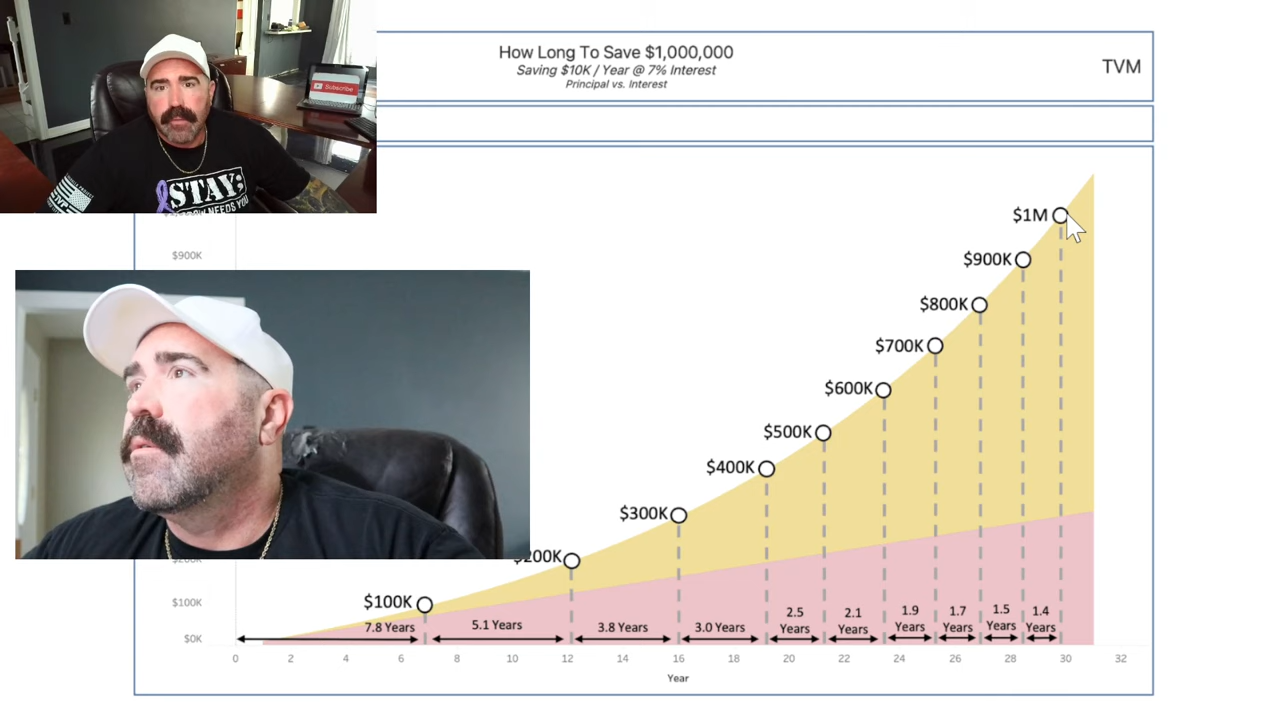 How Long To Save $1,000,000
Saving $10K / Year @ 7% Interest
Principal vs. Interest
TVM
Subscribe
STAY;
NEEDS YOU
$1M
$900K
$900K
$800K
$700K
$600K
$500K
$400K
$300K
200K
$200K
$100K
$100K
$0K
7.8 Years
5.1 Years
3.8 Years
3.0 Years
2.5 Years
2.1 Years
1.9 Years
1.7 Years
1.5 Years
1.4 Years
0 2 4 6 8 10 12 14 16 18 20 22 24 26 28 30 32
Year